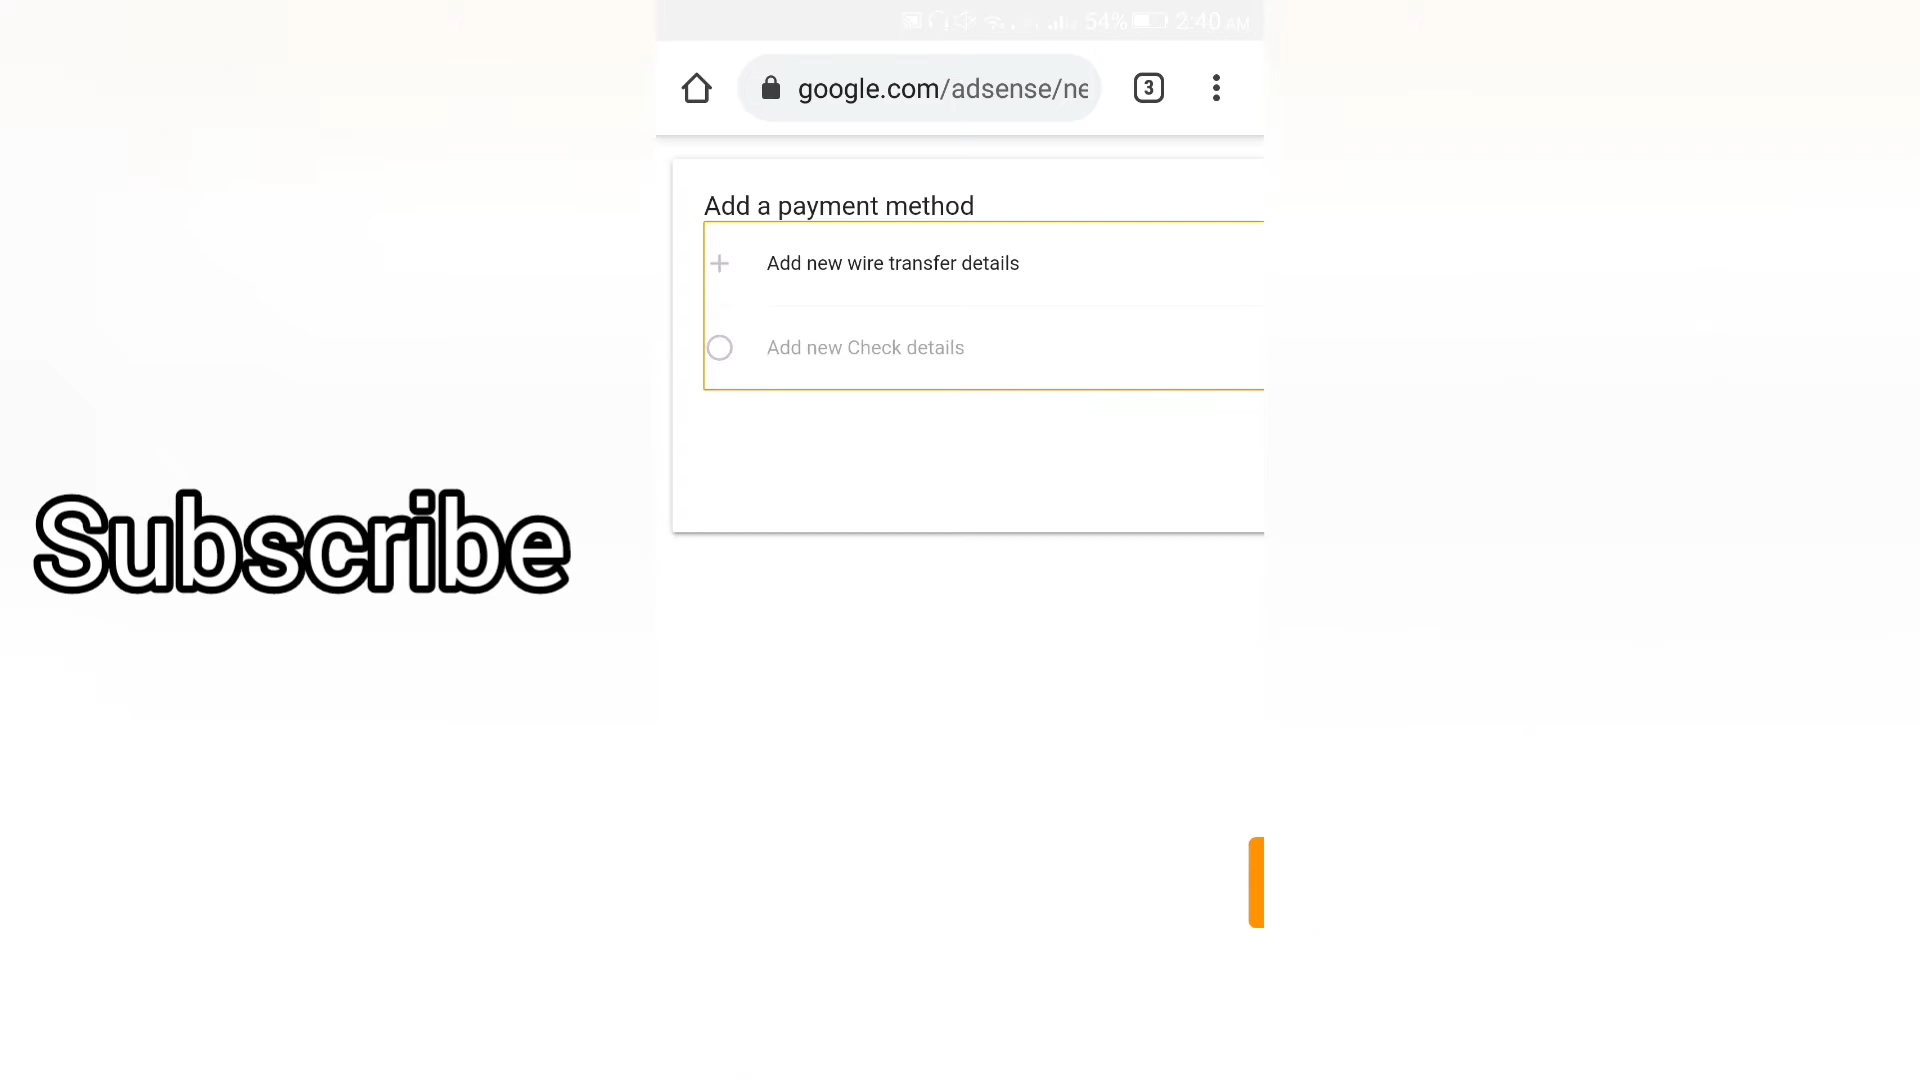 54% 2:40 AM
google.com/adsense/ne
3
Add a payment method
Add new wire transfer details
Add new Check details
Subscribe